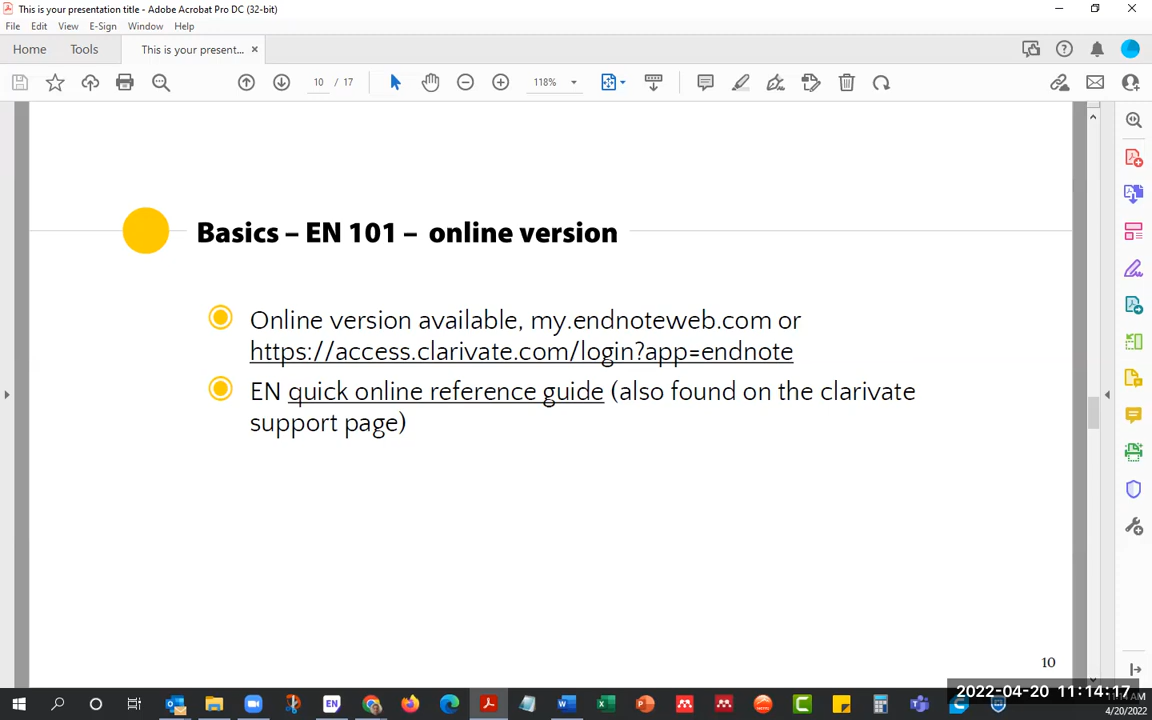 This is your presentation title - Adobe Acrobat Pro DC (32-bit)
File Edit View E-Sign Window Help
Home Tools This is your present... ×
10 / 17 118%
Basics – EN 101 – online version
Online version available, my.endnoteweb.com or
https://access.clarivate.com/login?app=endnote
EN quick online reference guide (also found on the clarivate
support page)
10
EN
2022-04-20 11:14:17
4/20/2022